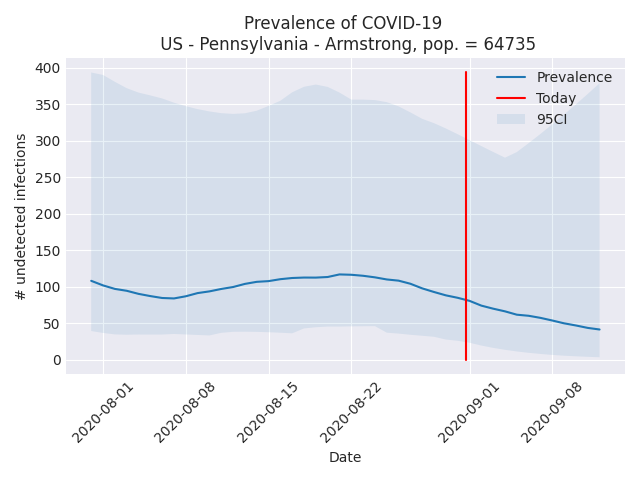 Prevalence of COVID-19
US - Pennsylvania - Armstrong, pop. = 64735
# undetected infections
400
350
300
250
200
150
100
50
0
Prevalence
Today
95CI
2020-08-01
2020-08-08
2020-08-15
2020-08-22
2020-09-01
2020-09-08
Date